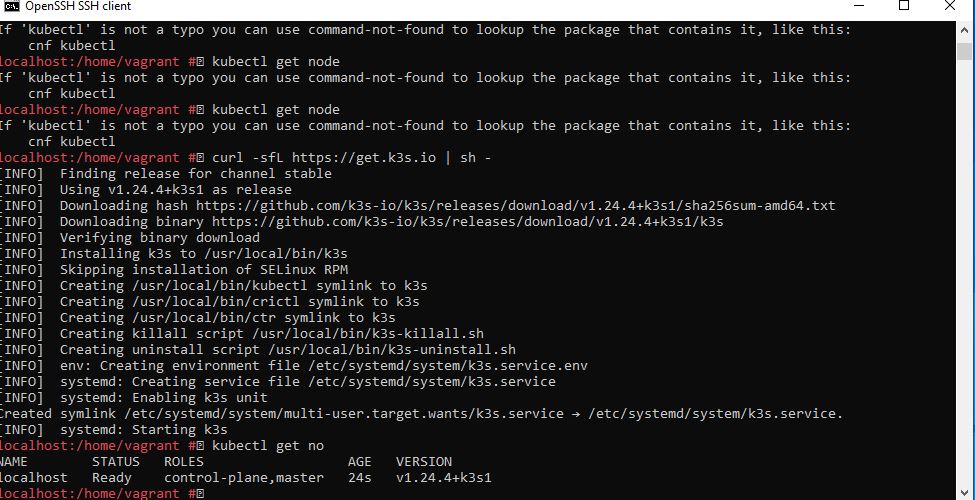 OpenSSH SSH client
If 'kubectl' is not a typo you can use command-not-found to lookup the package that contains it, like this:
    cnf kubectl
localhost:/home/vagrant # kubectl get node
If 'kubectl' is not a typo you can use command-not-found to lookup the package that contains it, like this:
    cnf kubectl
localhost:/home/vagrant # kubectl get node
If 'kubectl' is not a typo you can use command-not-found to lookup the package that contains it, like this:
    cnf kubectl
localhost:/home/vagrant # curl -sfL https://get.k3s.io | sh -
[INFO]  Finding release for channel stable
[INFO]  Using v1.24.4+k3s1 as release
[INFO]  Downloading hash https://github.com/k3s-io/k3s/releases/download/v1.24.4+k3s1/sha256sum-amd64.txt
[INFO]  Downloading binary https://github.com/k3s-io/k3s/releases/download/v1.24.4+k3s1/k3s
[INFO]  Verifying binary download
[INFO]  Installing k3s to /usr/local/bin/k3s
[INFO]  Skipping installation of SELinux RPM
[INFO]  Creating /usr/local/bin/kubectl symlink to k3s
[INFO]  Creating /usr/local/bin/crictl symlink to k3s
[INFO]  Creating /usr/local/bin/ctr symlink to k3s
[INFO]  Creating killall script /usr/local/bin/k3s-killall.sh
[INFO]  Creating uninstall script /usr/local/bin/k3s-uninstall.sh
[INFO]  env: Creating environment file /etc/systemd/system/k3s.service.env
[INFO]  systemd: Creating service file /etc/systemd/system/k3s.service
[INFO]  systemd: Enabling k3s unit
Created symlink /etc/systemd/system/multi-user.target.wants/k3s.service → /etc/systemd/system/k3s.service.
[INFO]  systemd: Starting k3s
localhost:/home/vagrant # kubectl get no
NAME        STATUS   ROLES                  AGE   VERSION
localhost   Ready    control-plane,master   24s   v1.24.4+k3s1
localhost:/home/vagrant #